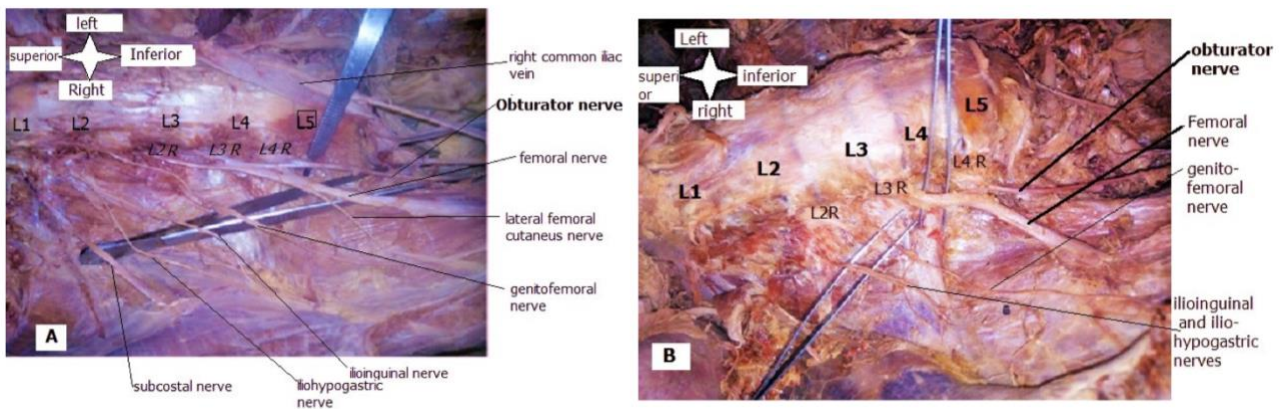 left
superior
Inferior
Right
right common iliac
vein
Obturator nerve
L1
L2
L3
L4
L5
L2 R
L3 R
L4 R
femoral nerve
lateral femoral
cutaneus nerve
genitofemoral
nerve
A
subcostal nerve
iliohypogastric
nerve
ilioinguinal nerve
Left
superi
or
inferior
right
obturator
nerve
L5
L4
L3
L2
L1
L4 R
L3 R
L2R
Femoral
nerve
genito-
femoral
nerve
ilioinguinal
and ilio-
hypogastric
nerves
B